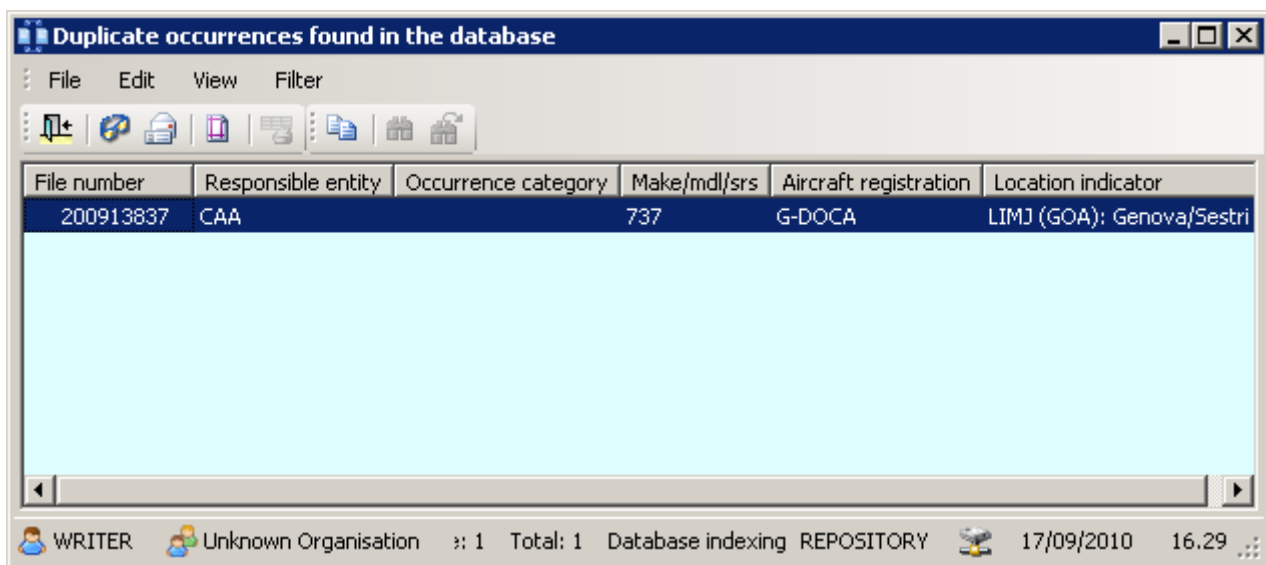 Duplicate occurrences found in the database
File Edit View Filter
File number Responsible entity Occurrence category Make/mdl/srs Aircraft registration Location indicator
200913837 CAA 737 G-DOCA LIMJ (GOA): Genova/Sestri
WRITER Unknown Organisation : 1 Total: 1 Database indexing REPOSITORY 17/09/2010 16.29